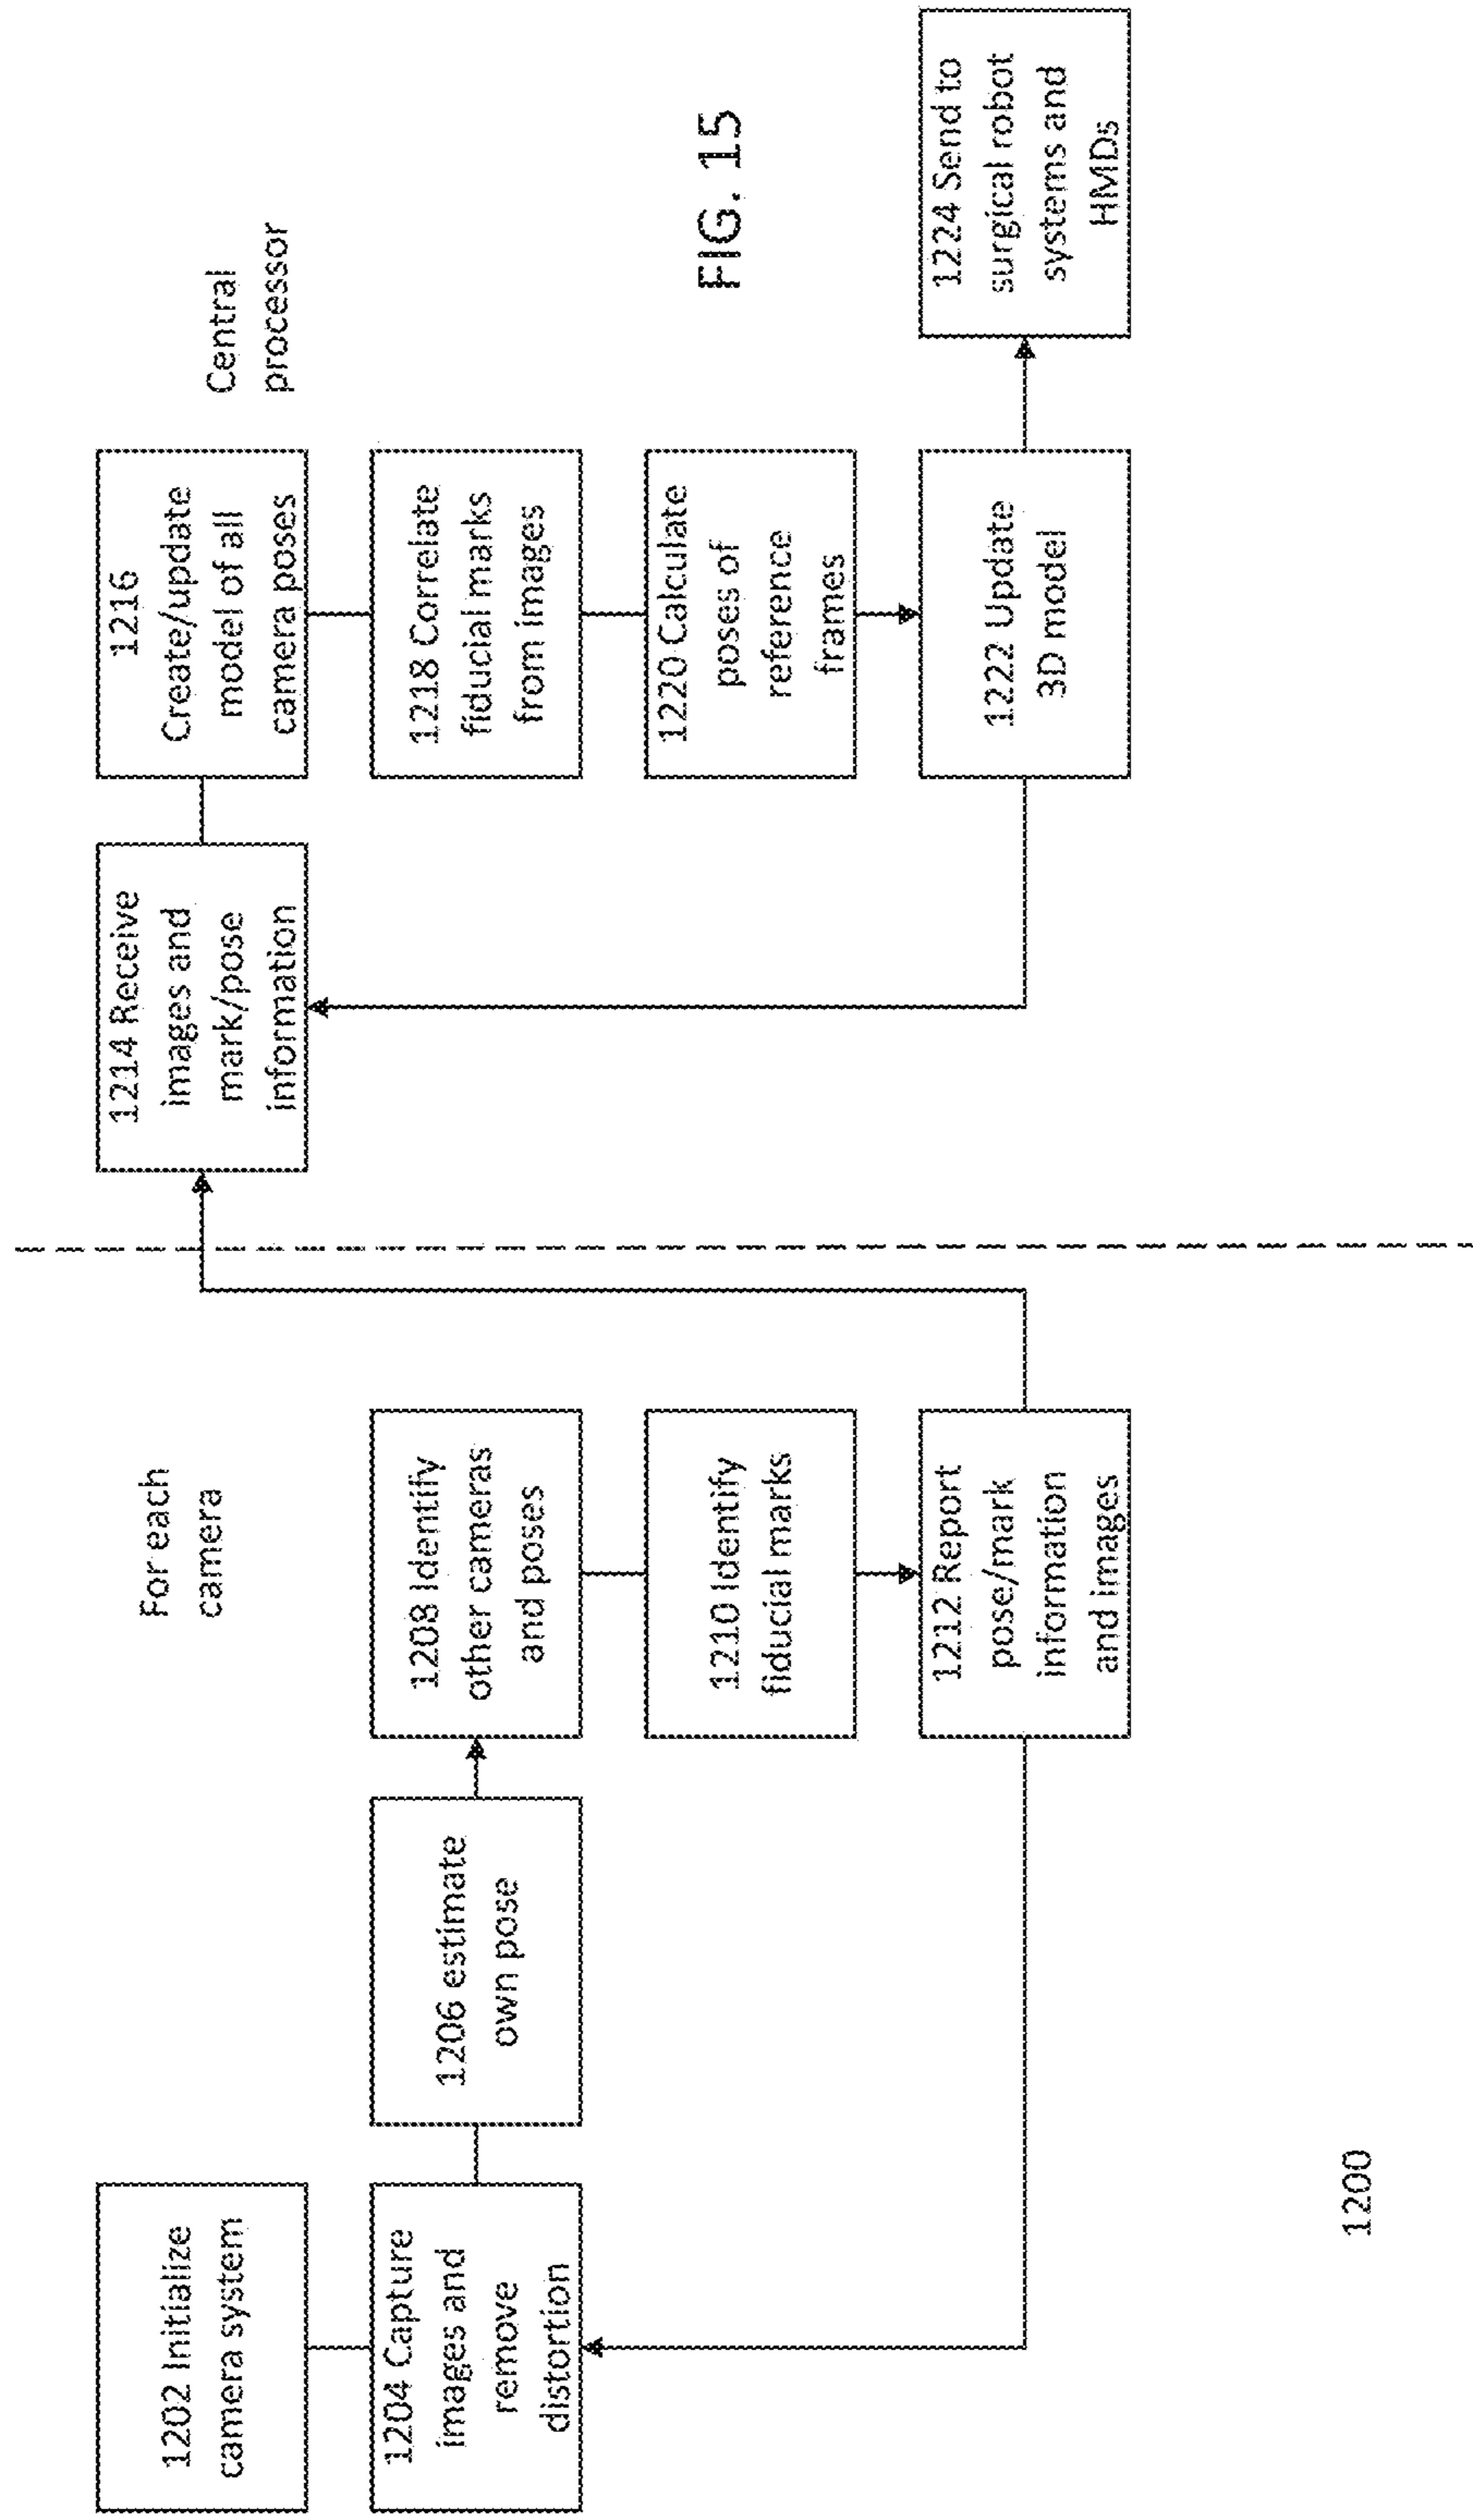 1202 Initialize
camera system
1204 Capture
images and
remove
distortion
1206 estimate
own pose
For each
camera
1208 Identify
other cameras
and poses
1210 Identify
fiducial marks
1212 Report
pose/mark
information
and images
1200
1214 Receive
images and
mark/pose
information
1216
Create/update
model of all
camera poses
Central
processor
1218 Correlate
fiducial marks
from images
1220 Calculate
poses of
reference
frames
1222 Update
3D model
1224 Send to
surgical robot
systems and
HMDs
FIG. 15